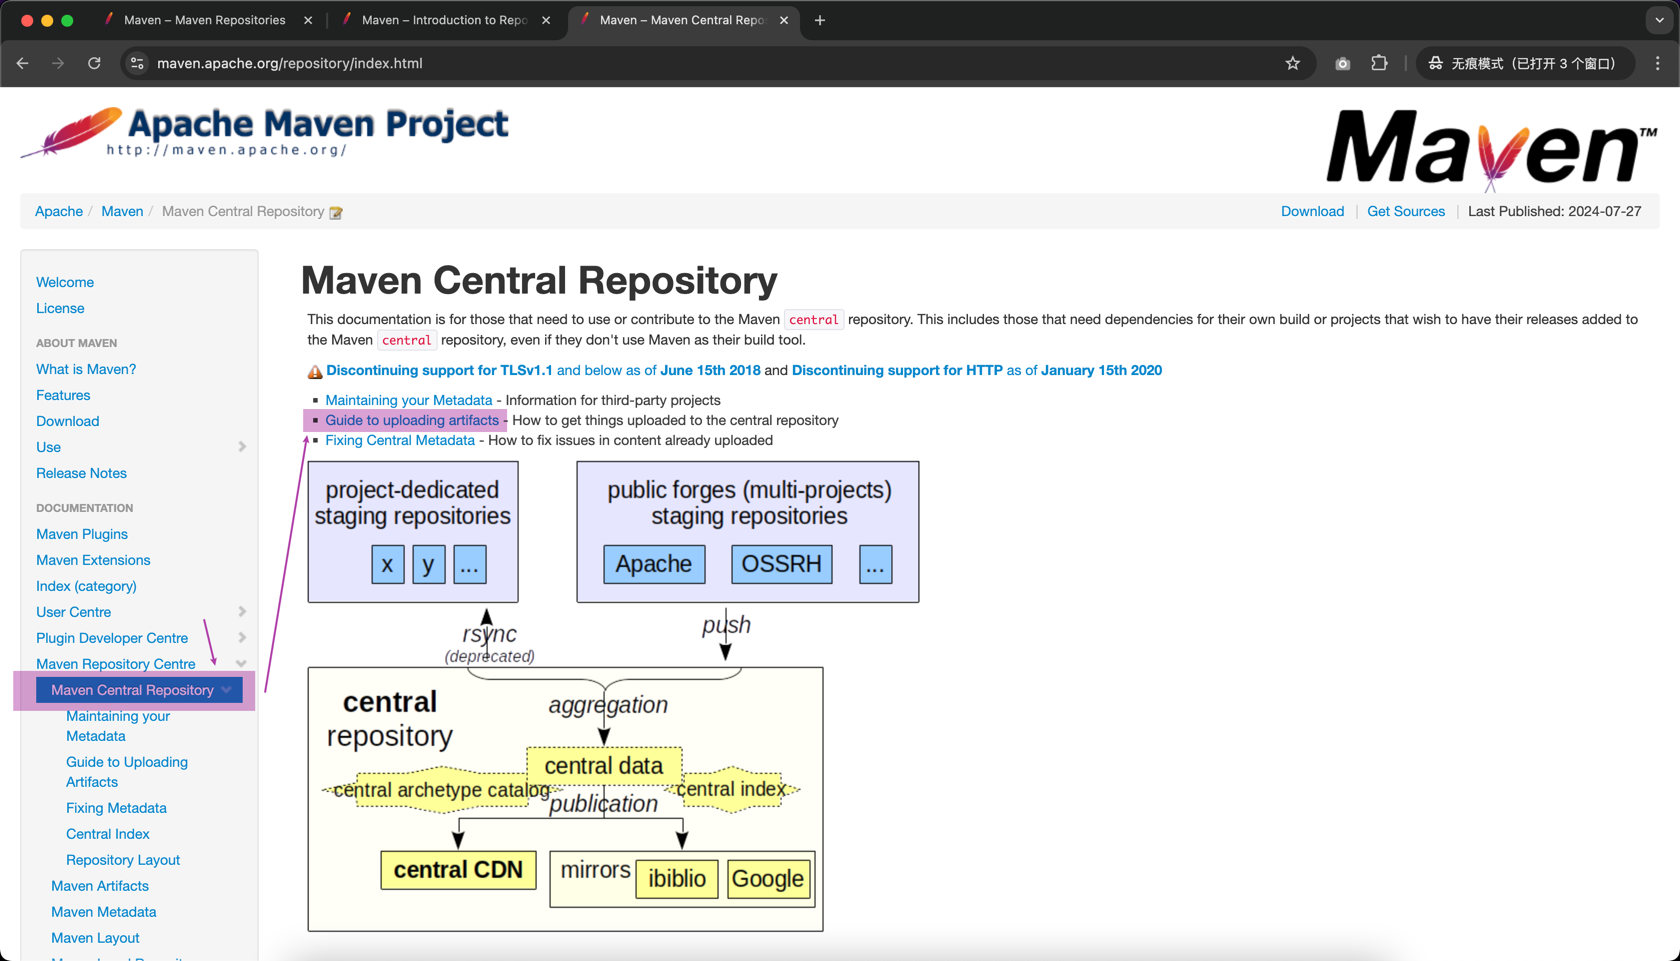 Maven – Maven Repositories
Maven – Introduction to Repo
Maven – Maven Central Repo
maven.apache.org/repository/index.html
无痕模式（已打开 3 个窗口）
Apache Maven Project
http://maven.apache.org/
Maven™
Apache / Maven / Maven Central Repository
Download | Get Sources | Last Published: 2024-07-27
Welcome
License
ABOUT MAVEN
What is Maven?
Features
Download
Use
Release Notes
DOCUMENTATION
Maven Plugins
Maven Extensions
Index (category)
User Centre
Plugin Developer Centre
Maven Repository Centre
Maven Central Repository
Maintaining your
Metadata
Guide to Uploading
Artifacts
Fixing Metadata
Central Index
Repository Layout
Maven Artifacts
Maven Metadata
Maven Layout
Maven Central Repository
This documentation is for those that need to use or contribute to the Maven central repository. This includes those that need dependencies for their own build or projects that wish to have their releases added to
the Maven central repository, even if they don't use Maven as their build tool.
Discontinuing support for TLSv1.1 and below as of June 15th 2018 and Discontinuing support for HTTP as of January 15th 2020
Maintaining your Metadata - Information for third-party projects
Guide to uploading artifacts - How to get things uploaded to the central repository
Fixing Central Metadata - How to fix issues in content already uploaded
project-dedicated
staging repositories
x y ...
public forges (multi-projects)
staging repositories
Apache OSSRH ...
rsync
(deprecated)
push
central
repository
aggregation
central data
central archetype catalog
central index
publication
central CDN
mirrors ibiblio Google